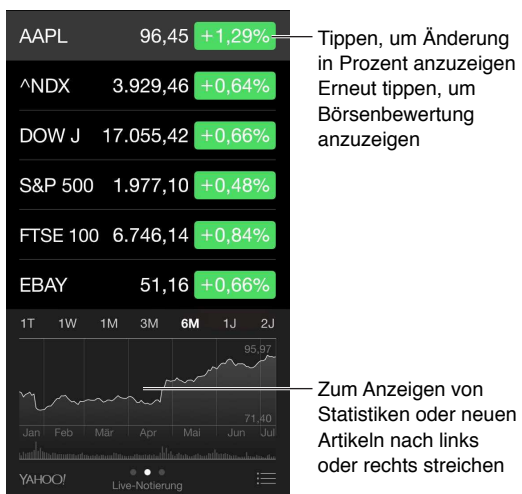 AAPL 96,45 +1,29%
^NDX 3.929,46 +0,64%
DOW J 17.055,42 +0,66%
S&P 500 1.977,10 +0,48%
FTSE 100 6.746,14 +0,84%
EBAY 51,16 +0,66%
1T 1W 1M 3M 6M 1J 2J
95,97
71,40
Jan Feb Mär Apr Mai Jun Jul
YAHOO!
Live-Notierung
Tippen, um Änderung
in Prozent anzuzeigen
Erneut tippen, um
Börsenbewertung
anzuzeigen
Zum Anzeigen von
Statistiken oder neuen
Artikeln nach links
oder rechts streichen